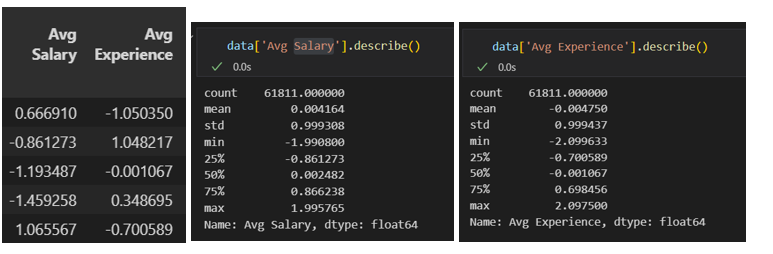 Avg Avg
Salary Experience
0.666910 -1.050350
-0.861273 1.048217
-1.193487 -0.001067
-1.459258 0.348695
1.065567 -0.700589
data['Avg Salary'].describe()
0.0s
count 61811.000000
mean 0.004164
std 0.999308
min -1.990800
25% -0.861273
50% 0.002482
75% 0.866238
max 1.995765
Name: Avg Salary, dtype: float64
data['Avg Experience'].describe()
0.0s
count 61811.000000
mean -0.004750
std 0.999437
min -2.099633
25% -0.700589
50% -0.001067
75% 0.698456
max 2.097500
Name: Avg Experience, dtype: float64